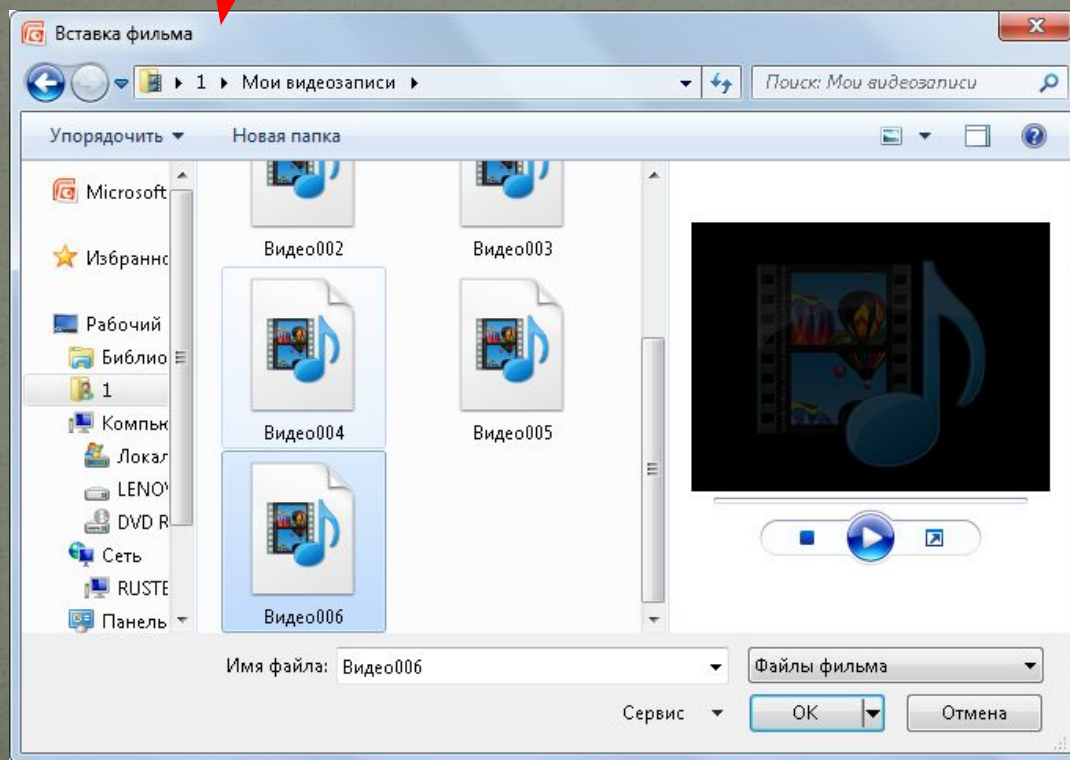 Вставка фильма
1 Мои видеозаписи
Поиск: Мои видеозаписи
Упорядочить Новая папка
Microsoft
Избранно
Рабочий
Библио
1
Компьк
Локал
LENO
DVD R
Сеть
RUSTE
Панель
Видео002 Видео003
Видео004 Видео005
Видео006
Имя файла: Видео006 Файлы фильма
Сервис OK Отмена